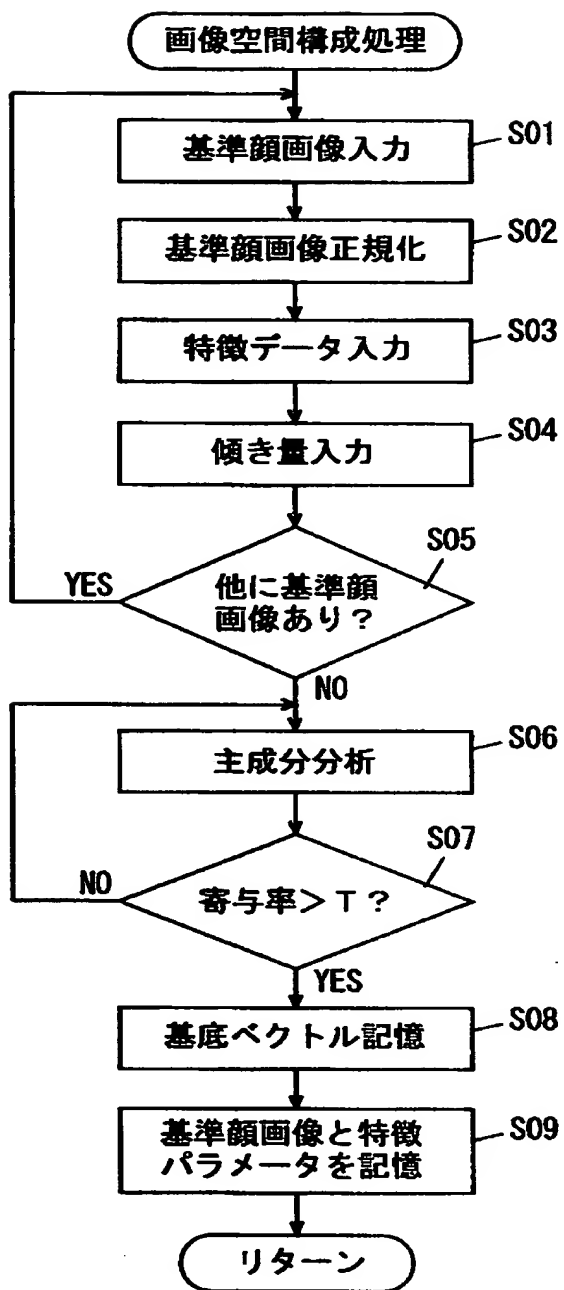 画像空間構成処理
基準顔画像入力
S01
基準顔画像正規化
S02
特徴データ入力
S03
傾き量入力
S04
S05
YES
他に基準顔
画像あり?
NO
主成分分析
S06
S07
NO
寄与率>T?
YES
基底ベクトル記憶
S08
基準顔画像と特徴
パラメータを記憶
S09
リターン